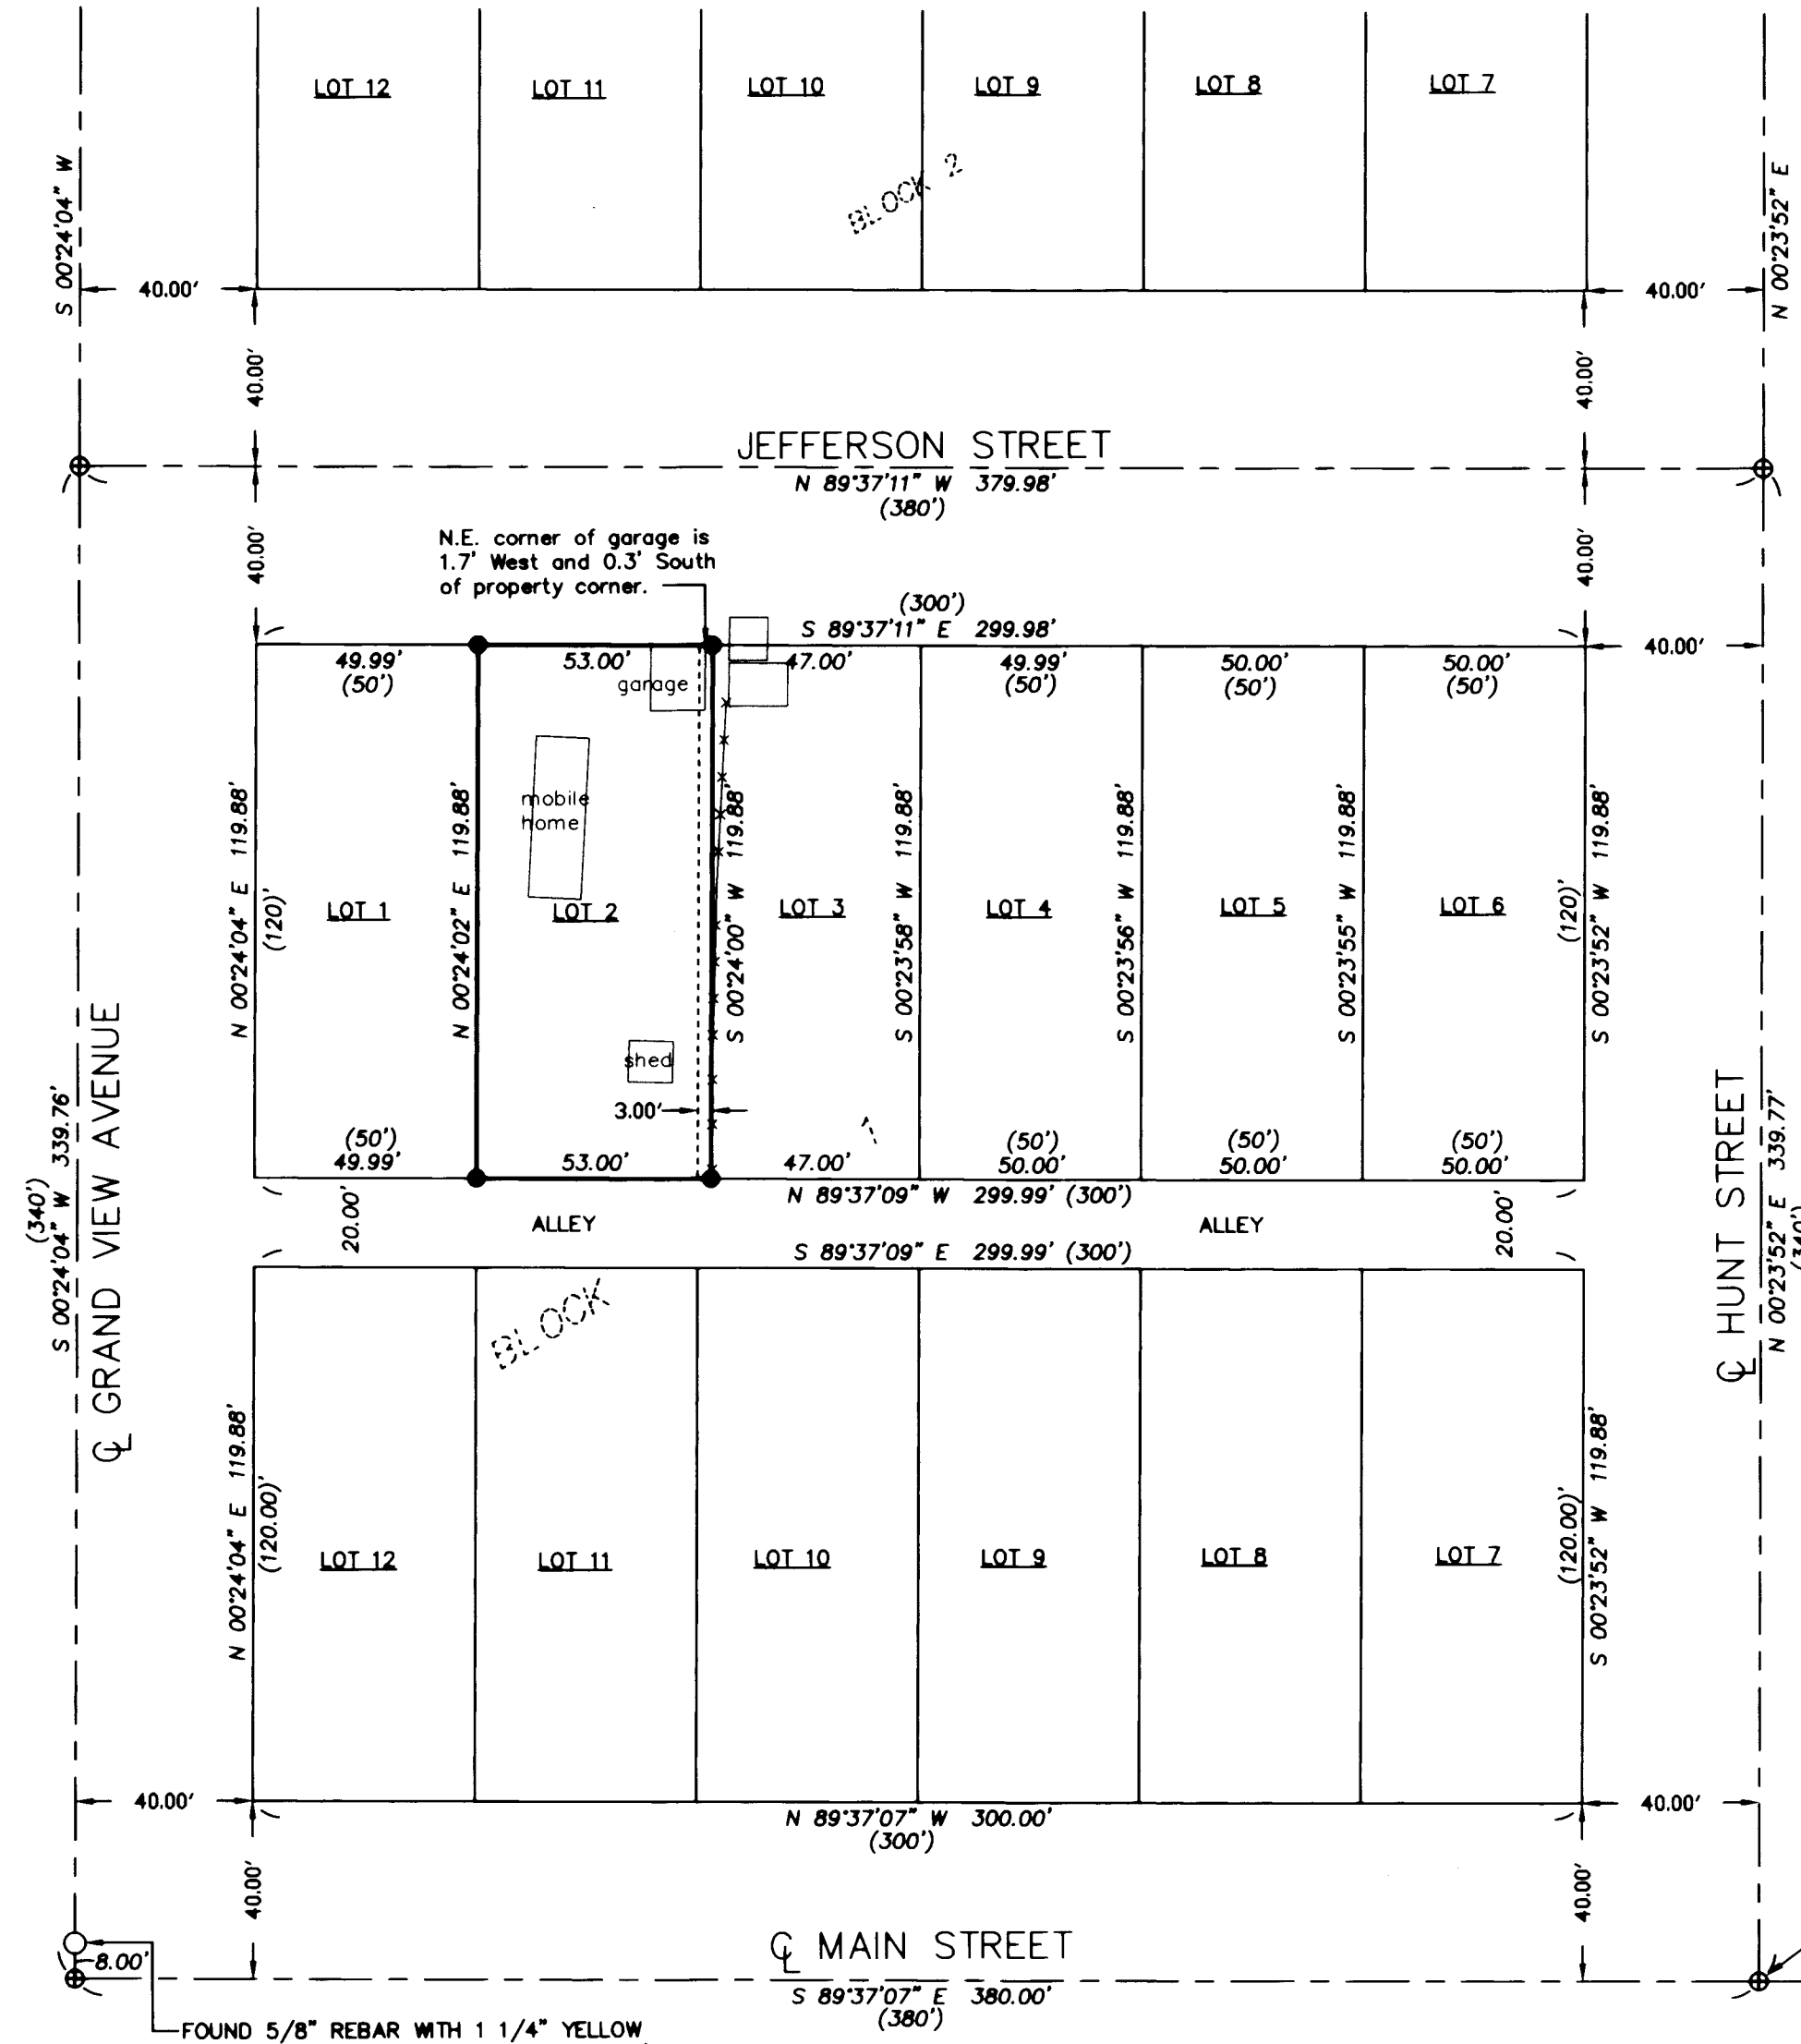 LOT 12
LOT 11
LOT 10
LOT 9
LOT 8
LOT 7
BLOCK 2
S 00°24'04" W
N 00°23'52" E
40.00'
40.00'
40.00'
40.00'
JEFFERSON STREET
N 89°37'11" W 379.98'
(380')
40.00'
40.00'
N.E. corner of garage is
1.7' West and 0.3' South
of property corner.
(300')
S 89°37'11" E 299.98'
40.00'
49.99'
(50')
53.00'
47.00'
49.99'
(50')
50.00'
(50')
50.00'
(50')
garage
mobile
home
N 00°24'04" E 119.88'
(120)'
N 00°24'02" E 119.88'
S 00°24'00" W 119.88'
S 00°23'58" W 119.88'
S 00°23'56" W 119.88'
S 00°23'55" W 119.88'
(120)'
S 00°23'52" W 119.88'
LOT 1
LOT 2
LOT 3
LOT 4
LOT 5
LOT 6
shed
3.00'
1
(50')
49.99'
53.00'
47.00'
(50')
50.00'
(50')
50.00'
(50')
50.00'
N 89°37'09" W 299.99' (300')
20.00'
ALLEY
ALLEY
20.00'
S 89°37'09" E 299.99' (300')
(340')
S 00°24'04" W 339.76'
℄ GRAND VIEW AVENUE
℄ HUNT STREET
N 00°23'52" E 339.77'
(340')
BLOCK
N 00°24'04" E 119.88'
(120.00)'
(120.00)'
S 00°23'52" W 119.88'
LOT 12
LOT 11
LOT 10
LOT 9
LOT 8
LOT 7
40.00'
40.00'
N 89°37'07" W 300.00'
(300')
40.00'
40.00'
8.00'
℄ MAIN STREET
S 89°37'07" E 380.00'
(380')
FOUND 5/8" REBAR WITH 1 1/4" YELLOW